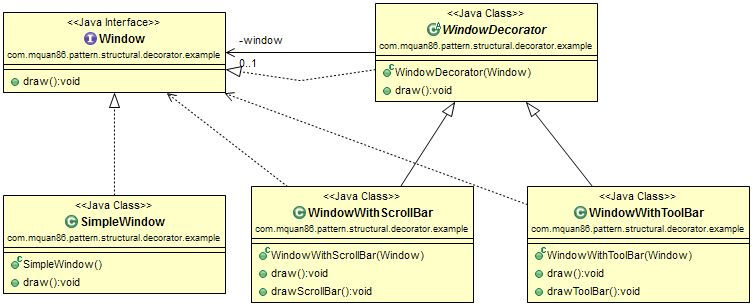 <<Java Interface>>
Window
com.mquan86.pattern.structural.decorator.example
draw():void
-window
0..1
<<Java Class>>
WindowDecorator
com.mquan86.pattern.structural.decorator.example
WindowDecorator(Window)
draw():void
<<Java Class>>
SimpleWindow
com.mquan86.pattern.structural.decorator.example
SimpleWindow()
draw():void
<<Java Class>>
WindowWithScrollBar
com.mquan86.pattern.structural.decorator.example
WindowWithScrollBar(Window)
draw():void
drawScrollBar():void
<<Java Class>>
WindowWithToolBar
com.mquan86.pattern.structural.decorator.example
WindowWithToolBar(Window)
draw():void
drawToolBar():void